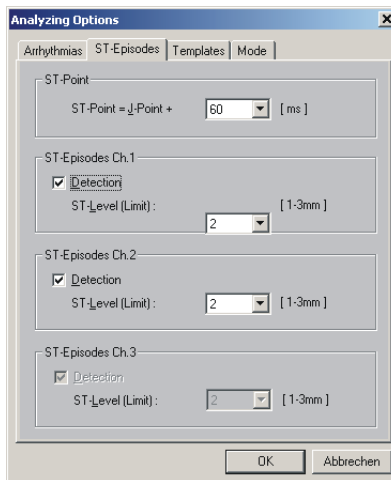 Analyzing Options
Arrhythmias ST-Episodes Templates Mode
ST-Point
ST-Point = J-Point + 60 [ ms ]
ST-Episodes Ch.1
Detection
ST-Level (Limit) : [ 1-3mm ]
2
ST-Episodes Ch.2
Detection
ST-Level (Limit) : 2 [ 1-3mm ]
ST-Episodes Ch.3
Detection
ST-Level (Limit) : 2 [ 1-3mm ]
OK Abbrechen